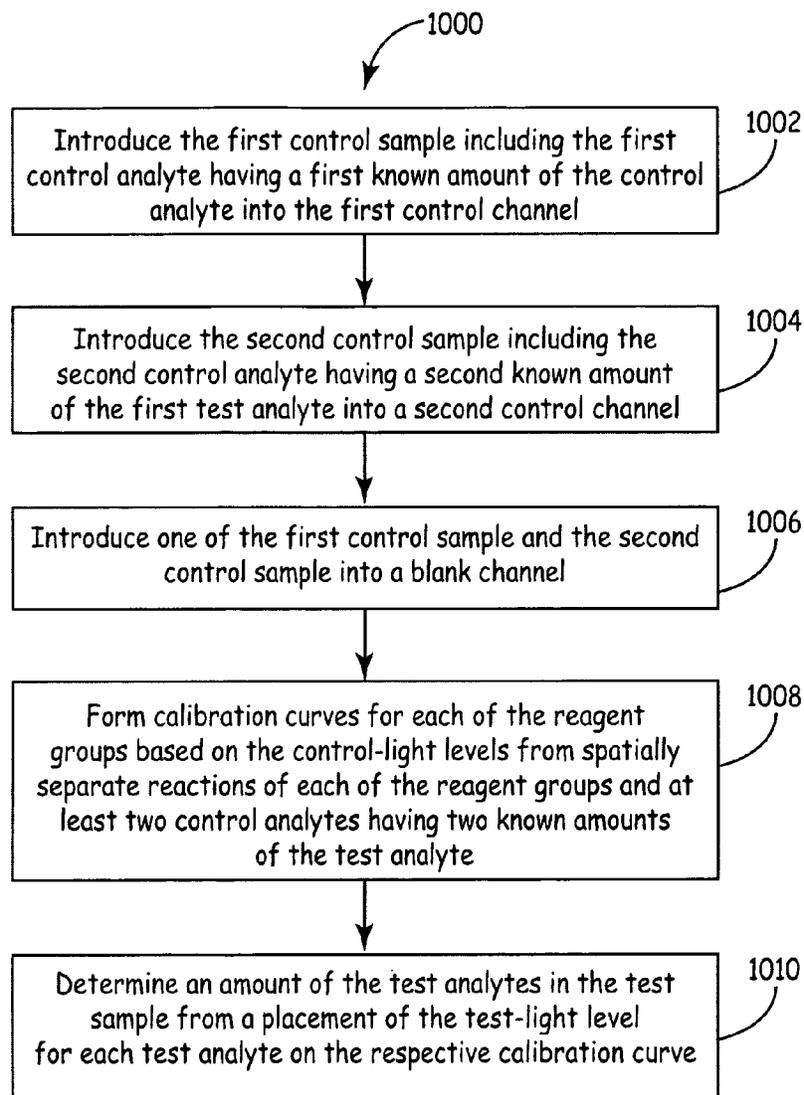 1000
1002
Introduce the first control sample including the first
control analyte having a first known amount of the control
analyte into the first control channel
1004
Introduce the second control sample including the
second control analyte having a second known amount
of the first test analyte into a second control channel
1006
Introduce one of the first control sample and the second
control sample into a blank channel
1008
Form calibration curves for each of the reagent
groups based on the control-light levels from spatially
separate reactions of each of the reagent groups and at
least two control analytes having two known amounts
of the test analyte
1010
Determine an amount of the test analytes in the test
sample from a placement of the test-light level
for each test analyte on the respective calibration curve